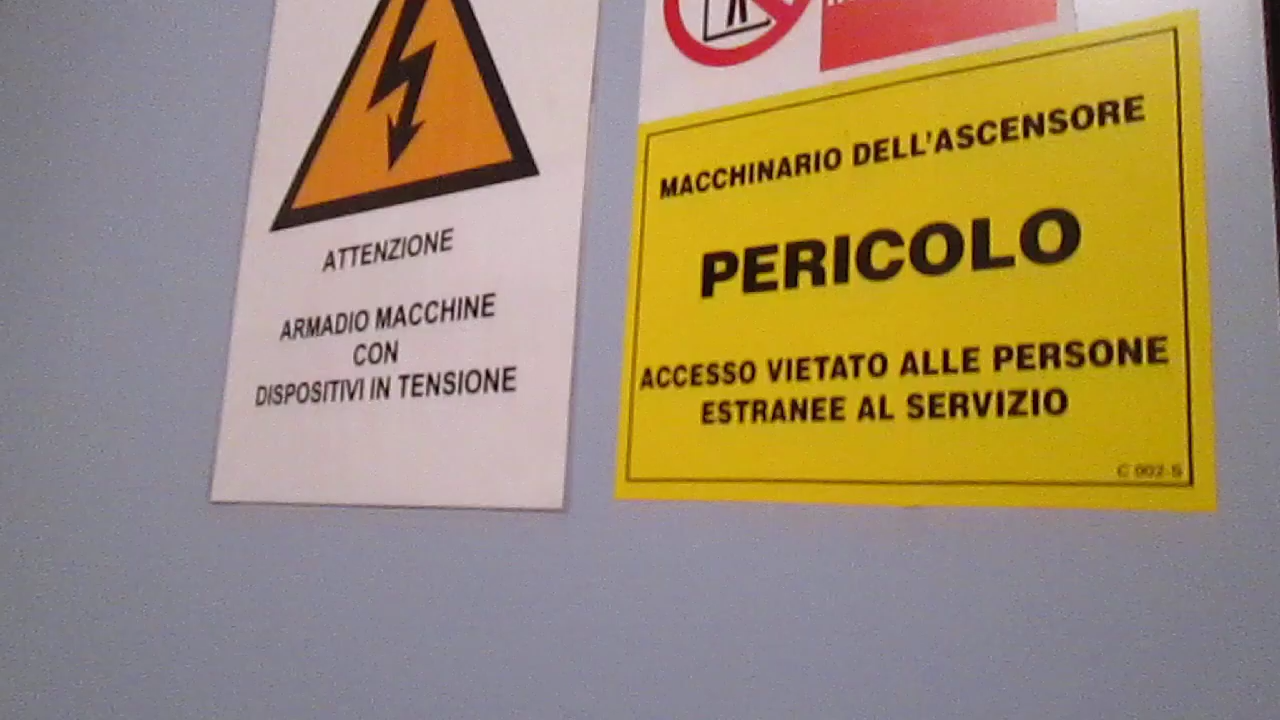 ATTENZIONE
ARMADIO MACCHINE
CON
DISPOSITIVI IN TENSIONE
MACCHINARIO DELL'ASCENSORE
PERICOLO
ACCESSO VIETATO ALLE PERSONE
ESTRANEE AL SERVIZIO
C 002-S